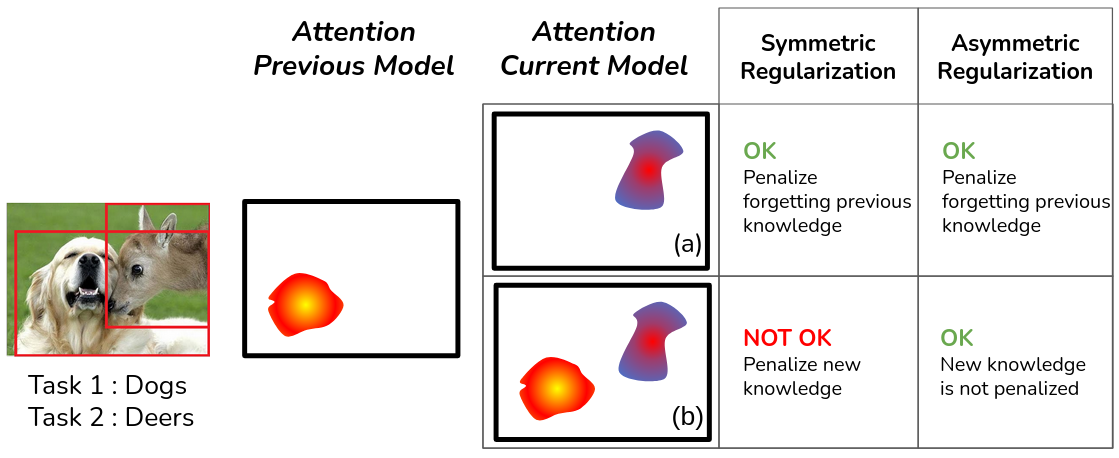 Attention
Previous Model
Attention
Current Model
Symmetric
Regularization
Asymmetric
Regularization
(a)
OK
Penalize
forgetting previous
knowledge
OK
Penalize
forgetting previous
knowledge
Task 1 : Dogs
Task 2 : Deers
(b)
NOT OK
Penalize new
knowledge
OK
New knowledge
is not penalized